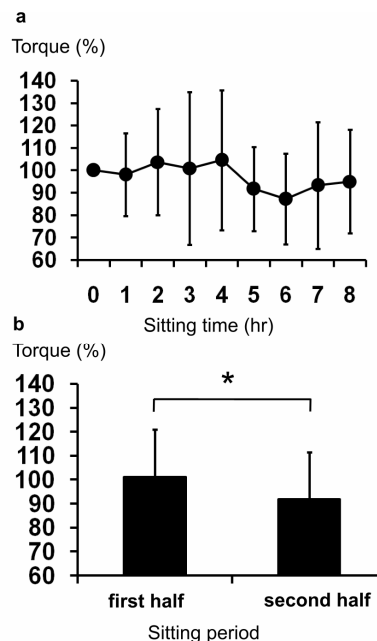 a
Torque (%)
140
130
120
110
100
90
80
70
60
0 1 2 3 4 5 6 7 8
Sitting time (hr)
b
Torque (%)
140
130
120
110
100
90
80
70
60
*
first half second half
Sitting period